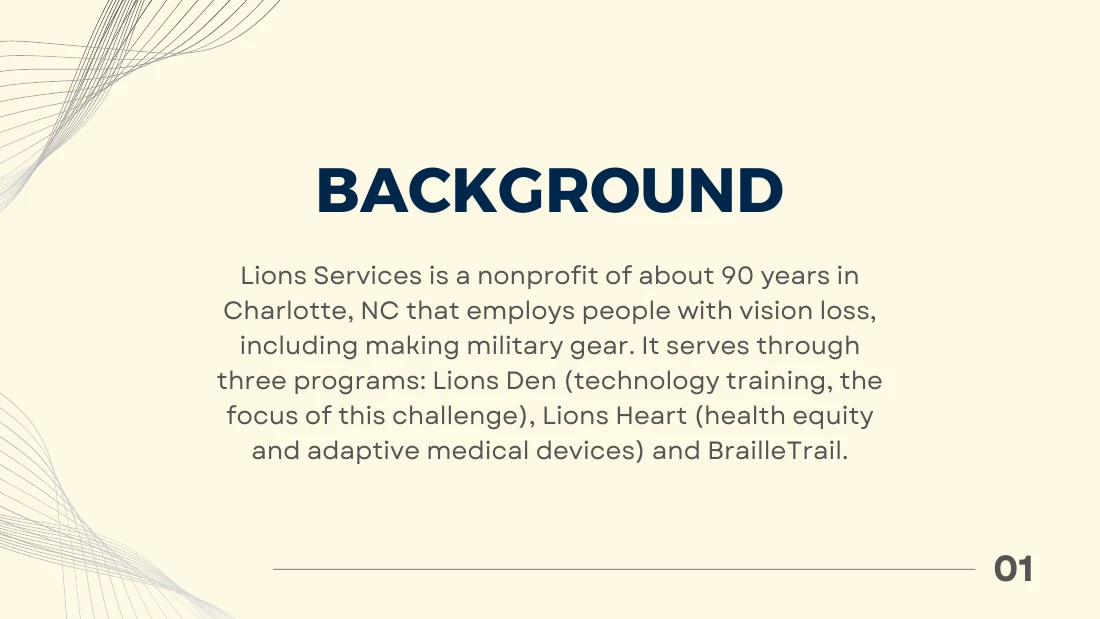 BACKGROUND
Lions Services is a nonprofit of about 90 years in
Charlotte, NC that employs people with vision loss,
including making military gear. It serves through
three programs: Lions Den (technology training, the
focus of this challenge), Lions Heart (health equity
and adaptive medical devices) and BrailleTrail.
01